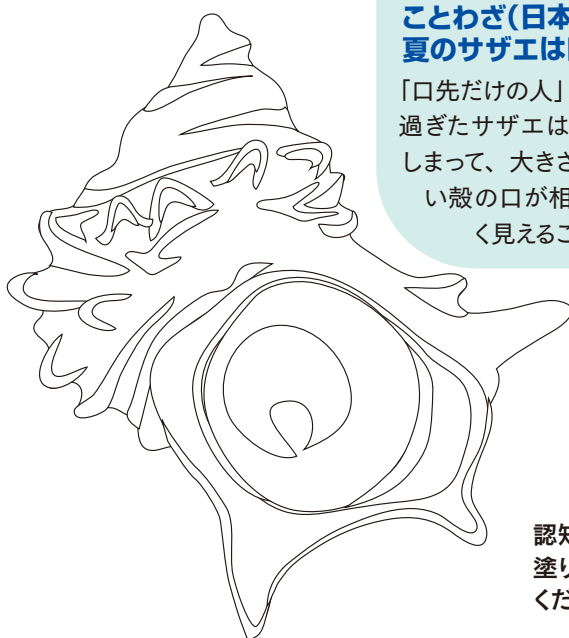 ことわざ(日本
夏のサザエは
「口先だけの人」
過ぎたサザエは
しまって、大きさ
い殻の口が相
く見えるこ
認知
塗り
くだ